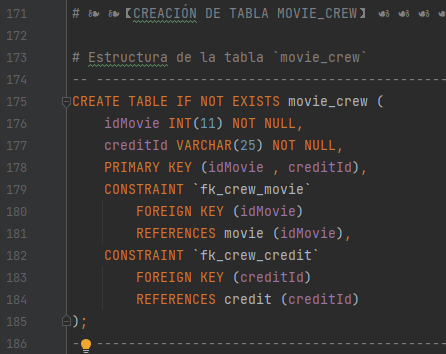 171 # ☙ ☙【CREACIÓN DE TABLA MOVIE_CREW】 ❧ ❧ ❧ ❧
172
173 # Estructura de la tabla `movie_crew`
174 -----------------------------------------------
175 CREATE TABLE IF NOT EXISTS movie_crew (
176 idMovie INT(11) NOT NULL,
177 creditId VARCHAR(25) NOT NULL,
178 PRIMARY KEY (idMovie , creditId),
179 CONSTRAINT `fk_crew_movie`
180 FOREIGN KEY (idMovie)
181 REFERENCES movie (idMovie),
182 CONSTRAINT `fk_crew_credit`
183 FOREIGN KEY (creditId)
184 REFERENCES credit (creditId)
185 );
186 -----------------------------------------------